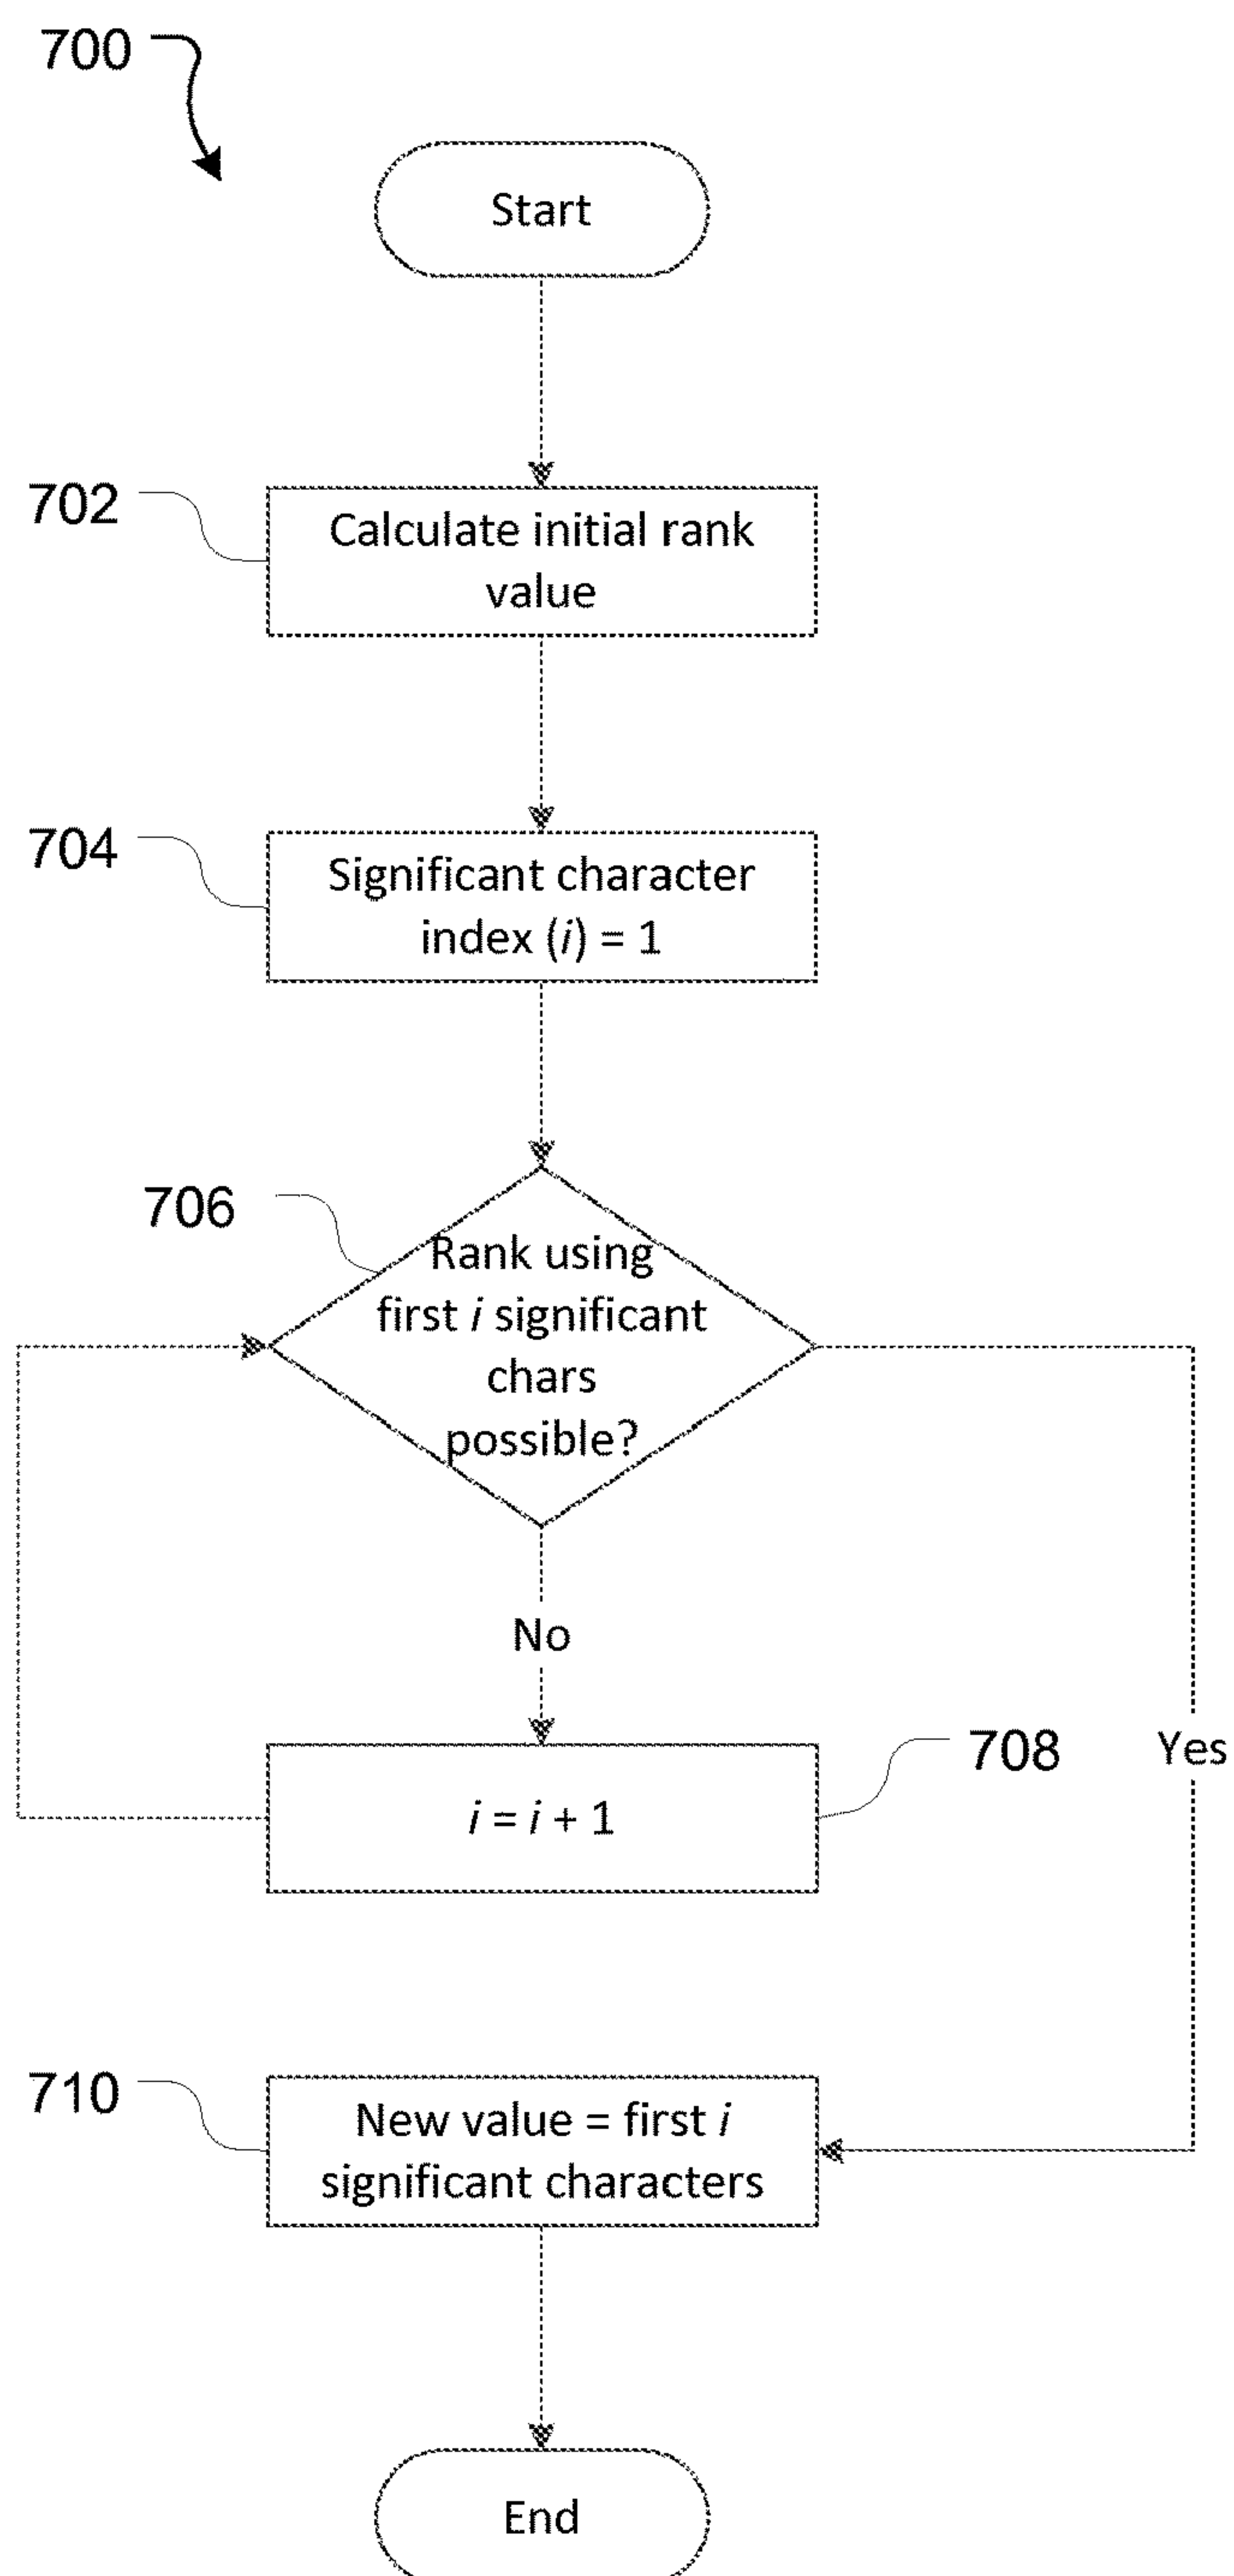 700
Start
702
Calculate initial rank
value
704
Significant character
index (i) = 1
706
Rank using
first i significant
chars
possible?
No
708
Yes
i = i + 1
710
New value = first i
significant characters
End